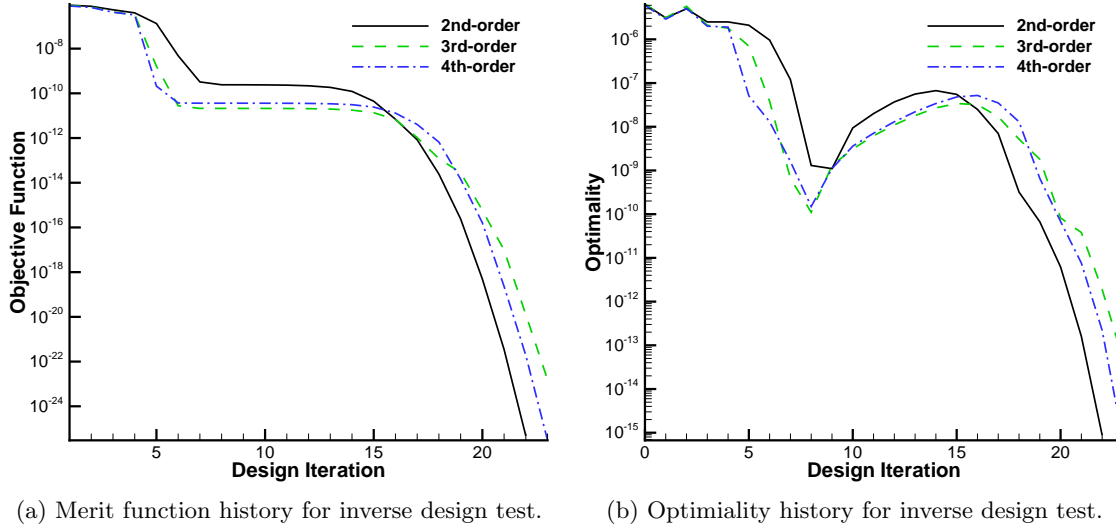 Objective Function
10^-8
10^-10
10^-12
10^-14
10^-16
10^-18
10^-20
10^-22
10^-24
2nd-order
3rd-order
4th-order
5 10 15 20
Design Iteration
(a) Merit function history for inverse design test.
Optimality
10^-6
10^-7
10^-8
10^-9
10^-10
10^-11
10^-12
10^-13
10^-14
10^-15
2nd-order
3rd-order
4th-order
0 5 10 15 20
Design Iteration
(b) Optimiality history for inverse design test.